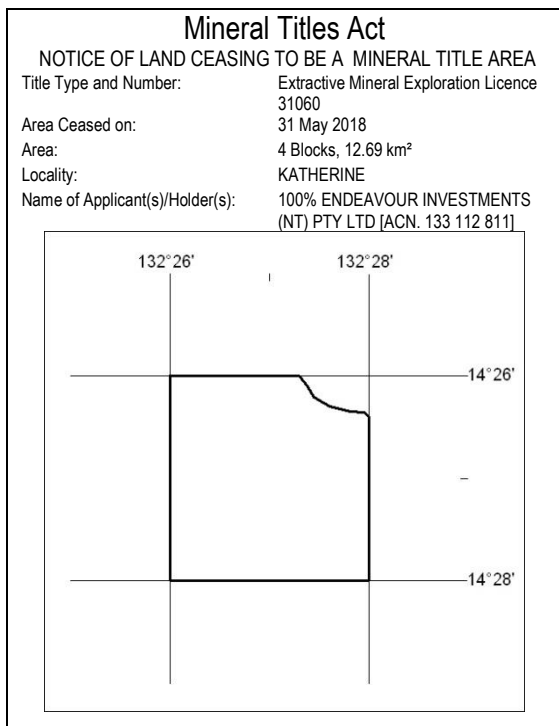 Mineral Titles Act
NOTICE OF LAND CEASING TO BE A MINERAL TITLE AREA
Title Type and Number: Extractive Mineral Exploration Licence
31060
Area Ceased on: 31 May 2018
Area: 4 Blocks, 12.69 km²
Locality: KATHERINE
Name of Applicant(s)/Holder(s): 100% ENDEAVOUR INVESTMENTS
(NT) PTY LTD [ACN. 133 112 811]
132°26' 132°28'
14°26'
14°28'